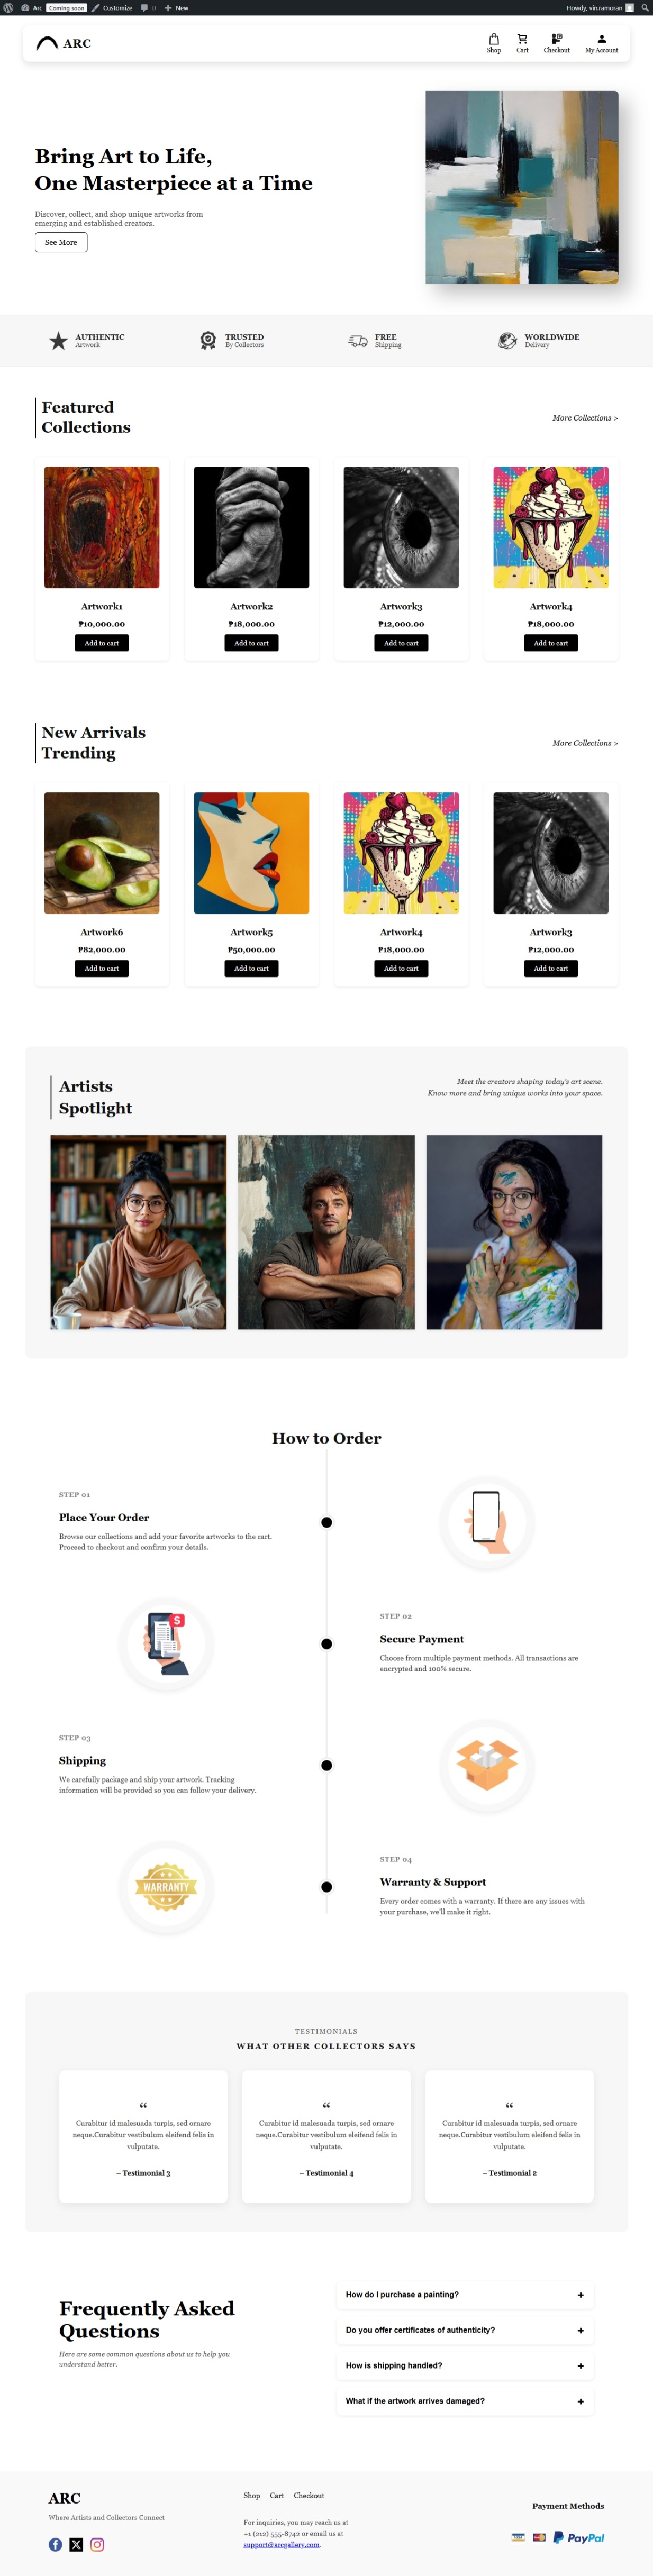 Arc Coming soon Customize 0 New Howdy, vin.ramoran
ARC
Shop Cart Checkout My Account
Bring Art to Life,
One Masterpiece at a Time
Discover, collect, and shop unique artworks from
emerging and established creators.
See More
AUTHENTIC
Artwork
TRUSTED
By Collectors
FREE
Shipping
WORLDWIDE
Delivery
Featured
Collections
More Collections >
Artwork1
₱10,000.00
Add to cart
Artwork2
₱18,000.00
Add to cart
Artwork3
₱12,000.00
Add to cart
Artwork4
₱18,000.00
Add to cart
New Arrivals
Trending
More Collections >
Artwork6
₱82,000.00
Add to cart
Artwork5
₱50,000.00
Add to cart
Artwork4
₱18,000.00
Add to cart
Artwork3
₱12,000.00
Add to cart
Artists
Spotlight
Meet the creators shaping today's art scene.
Know more and bring unique works into your space.
How to Order
STEP 01
Place Your Order
Browse our collections and add your favorite artworks to the cart.
Proceed to checkout and confirm your details.
$
STEP 02
Secure Payment
Choose from multiple payment methods. All transactions are
encrypted and 100% secure.
STEP 03
Shipping
We carefully package and ship your artwork. Tracking
information will be provided so you can follow your delivery.
WARRANTY
STEP 04
Warranty & Support
Every order comes with a warranty. If there are any issues with
your purchase, we'll make it right.
TESTIMONIALS
WHAT OTHER COLLECTORS SAYS
“
Curabitur id malesuada turpis, sed ornare
neque.Curabitur vestibulum eleifend felis in
vulputate.
– Testimonial 3
“
Curabitur id malesuada turpis, sed ornare
neque.Curabitur vestibulum eleifend felis in
vulputate.
– Testimonial 4
“
Curabitur id malesuada turpis, sed ornare
neque.Curabitur vestibulum eleifend felis in
vulputate.
– Testimonial 2
Frequently Asked
Questions
Here are some common questions about us to help you
understand better.
How do I purchase a painting? +
Do you offer certificates of authenticity? +
How is shipping handled? +
What if the artwork arrives damaged? +
ARC
Where Artists and Collectors Connect
Shop Cart Checkout
For inquiries, you may reach us at
+1 (212) 555-8742 or email us at
support@arcgallery.com.
Payment Methods
VISA PayPal